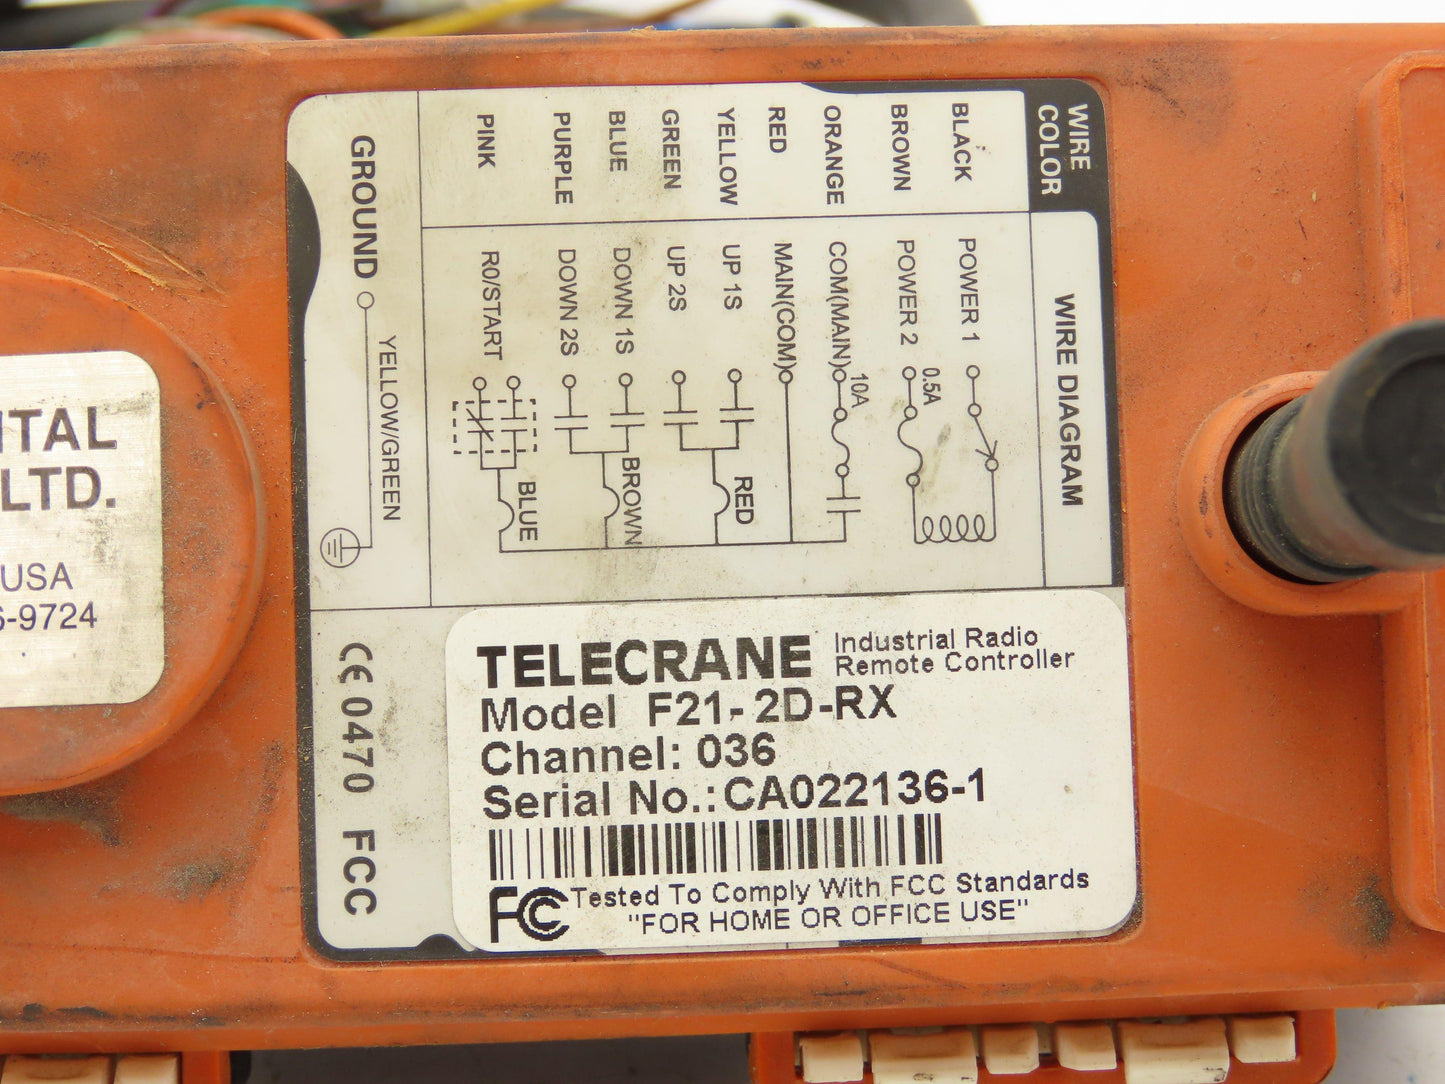 WIRE COLOR
WIRE DIAGRAM
BLACK
POWER 1
BROWN
POWER 2
0.5A
ORANGE
COM(MAIN)
10A
RED
MAIN(COM)
YELLOW
UP 1S
RED
GREEN
UP 2S
BLUE
DOWN 1S
BROWN
PURPLE
DOWN 2S
PINK
R0/START
BLUE
GROUND
YELLOW/GREEN
CE0470 FCC
TELECRANE Industrial Radio
Remote Controller
Model F21-2D-RX
Channel: 036
Serial No.:CA022136-1
FCC Tested To Comply With FCC Standards
"FOR HOME OR OFFICE USE"
ITAL
LTD.
USA
6-9724